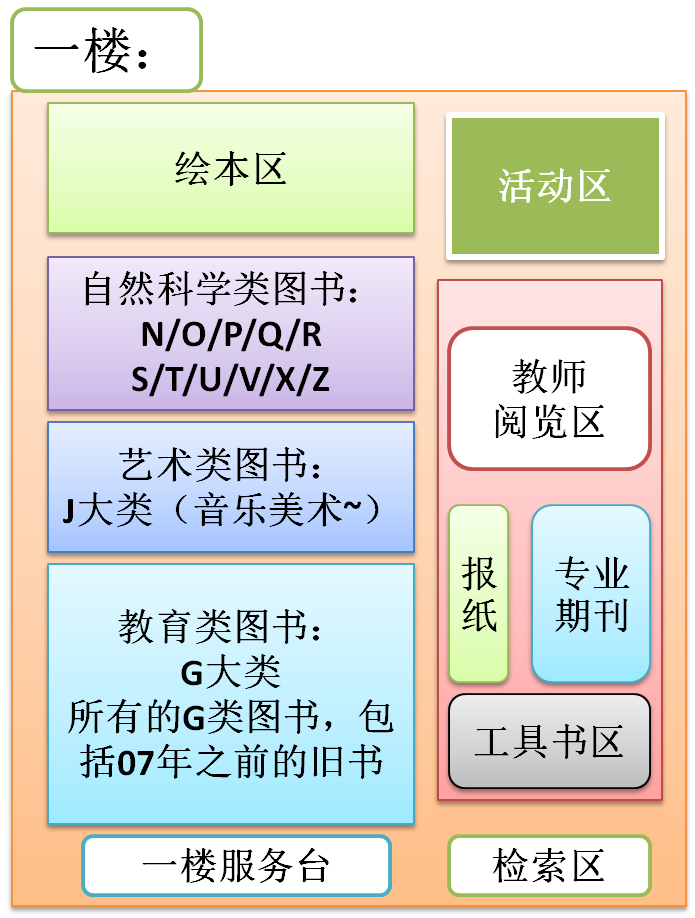 一楼：
绘本区
活动区
自然科学类图书：
N/O/P/Q/R
S/T/U/V/X/Z
教师
阅览区
艺术类图书：
J大类（音乐美术~）
报
纸
专业
期刊
教育类图书：
G大类
所有的G类图书，包
括07年之前的旧书
工具书区
一楼服务台
检索区